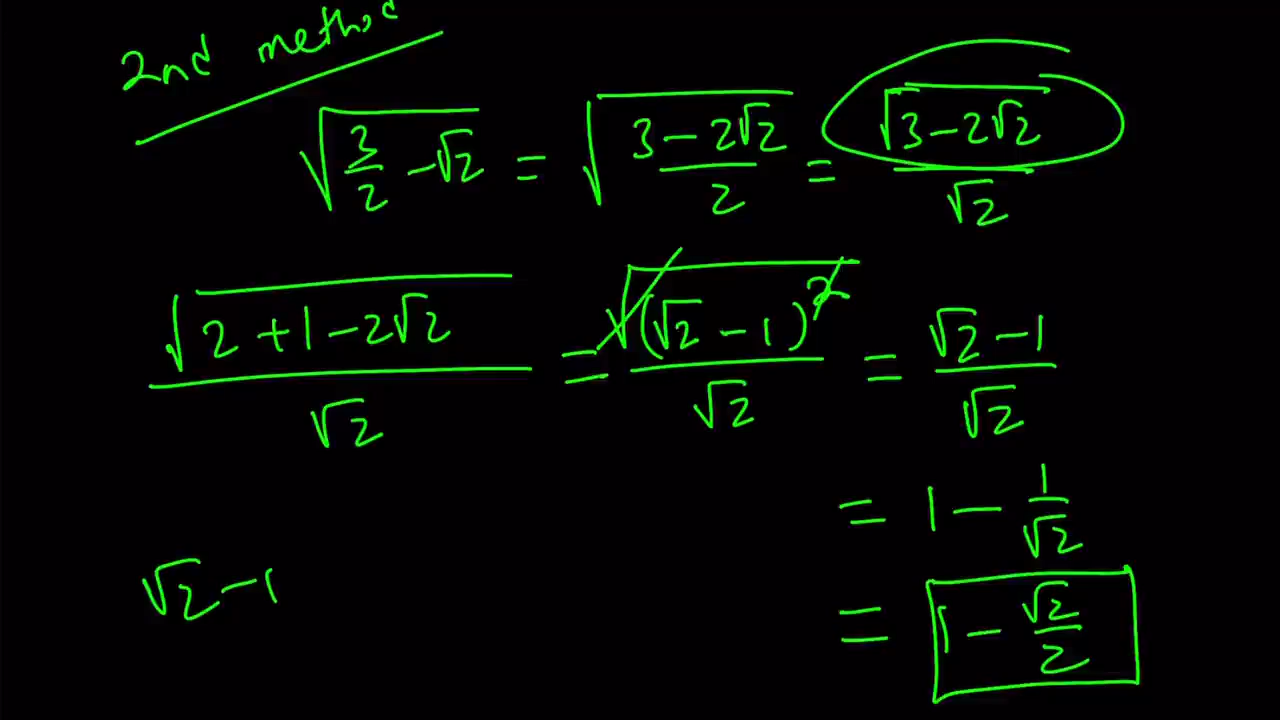 2nd method
√(3/2 − √2) = √((3 − 2√2)/2) = √(3 − 2√2)/√2
√(2 + 1 − 2√2)/√2 = √((√2 − 1)²)/√2 = (√2 − 1)/√2
= 1 − 1/√2
√2 − 1
= 1 − √2/2